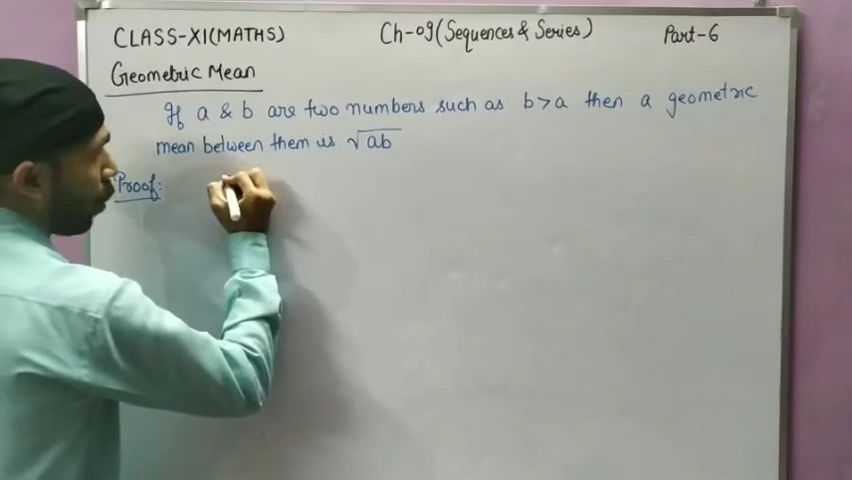 CLASS-XI(MATHS) Ch-09(Sequences & Series) Part-6
Geometric Mean
If a & b are two numbers such as b>a then a geometric
mean between them is √ab
Proof: